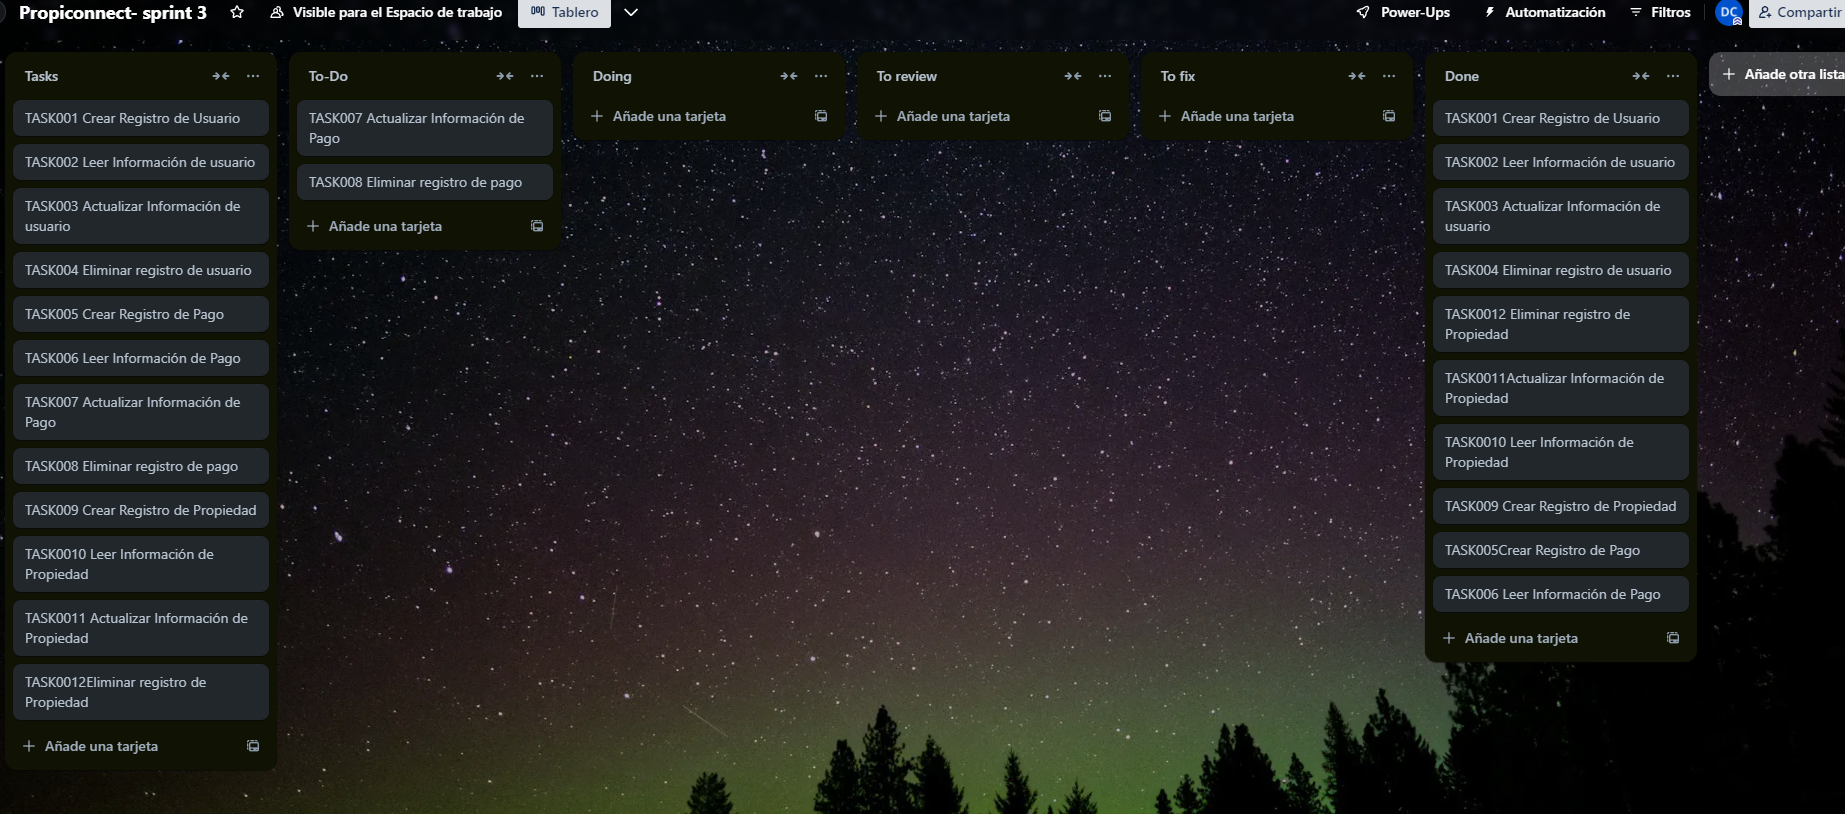 Propiconnect- sprint 3
Visible para el Espacio de trabajo
Tablero
Power-Ups
Automatización
Filtros
DC
Compartir
Tasks
TASK001 Crear Registro de Usuario
TASK002 Leer Información de usuario
TASK003 Actualizar Información de
usuario
TASK004 Eliminar registro de usuario
TASK005 Crear Registro de Pago
TASK006 Leer Información de Pago
TASK007 Actualizar Información de
Pago
TASK008 Eliminar registro de pago
TASK009 Crear Registro de Propiedad
TASK0010 Leer Información de
Propiedad
TASK0011 Actualizar Información de
Propiedad
TASK0012Eliminar registro de
Propiedad
Añade una tarjeta
To-Do
TASK007 Actualizar Información de
Pago
TASK008 Eliminar registro de pago
Añade una tarjeta
Doing
Añade una tarjeta
To review
Añade una tarjeta
To fix
Añade una tarjeta
Done
TASK001 Crear Registro de Usuario
TASK002 Leer Información de usuario
TASK003 Actualizar Información de
usuario
TASK004 Eliminar registro de usuario
TASK0012 Eliminar registro de
Propiedad
TASK0011Actualizar Información de
Propiedad
TASK0010 Leer Información de
Propiedad
TASK009 Crear Registro de Propiedad
TASK005Crear Registro de Pago
TASK006 Leer Información de Pago
Añade una tarjeta
Añade otra lista